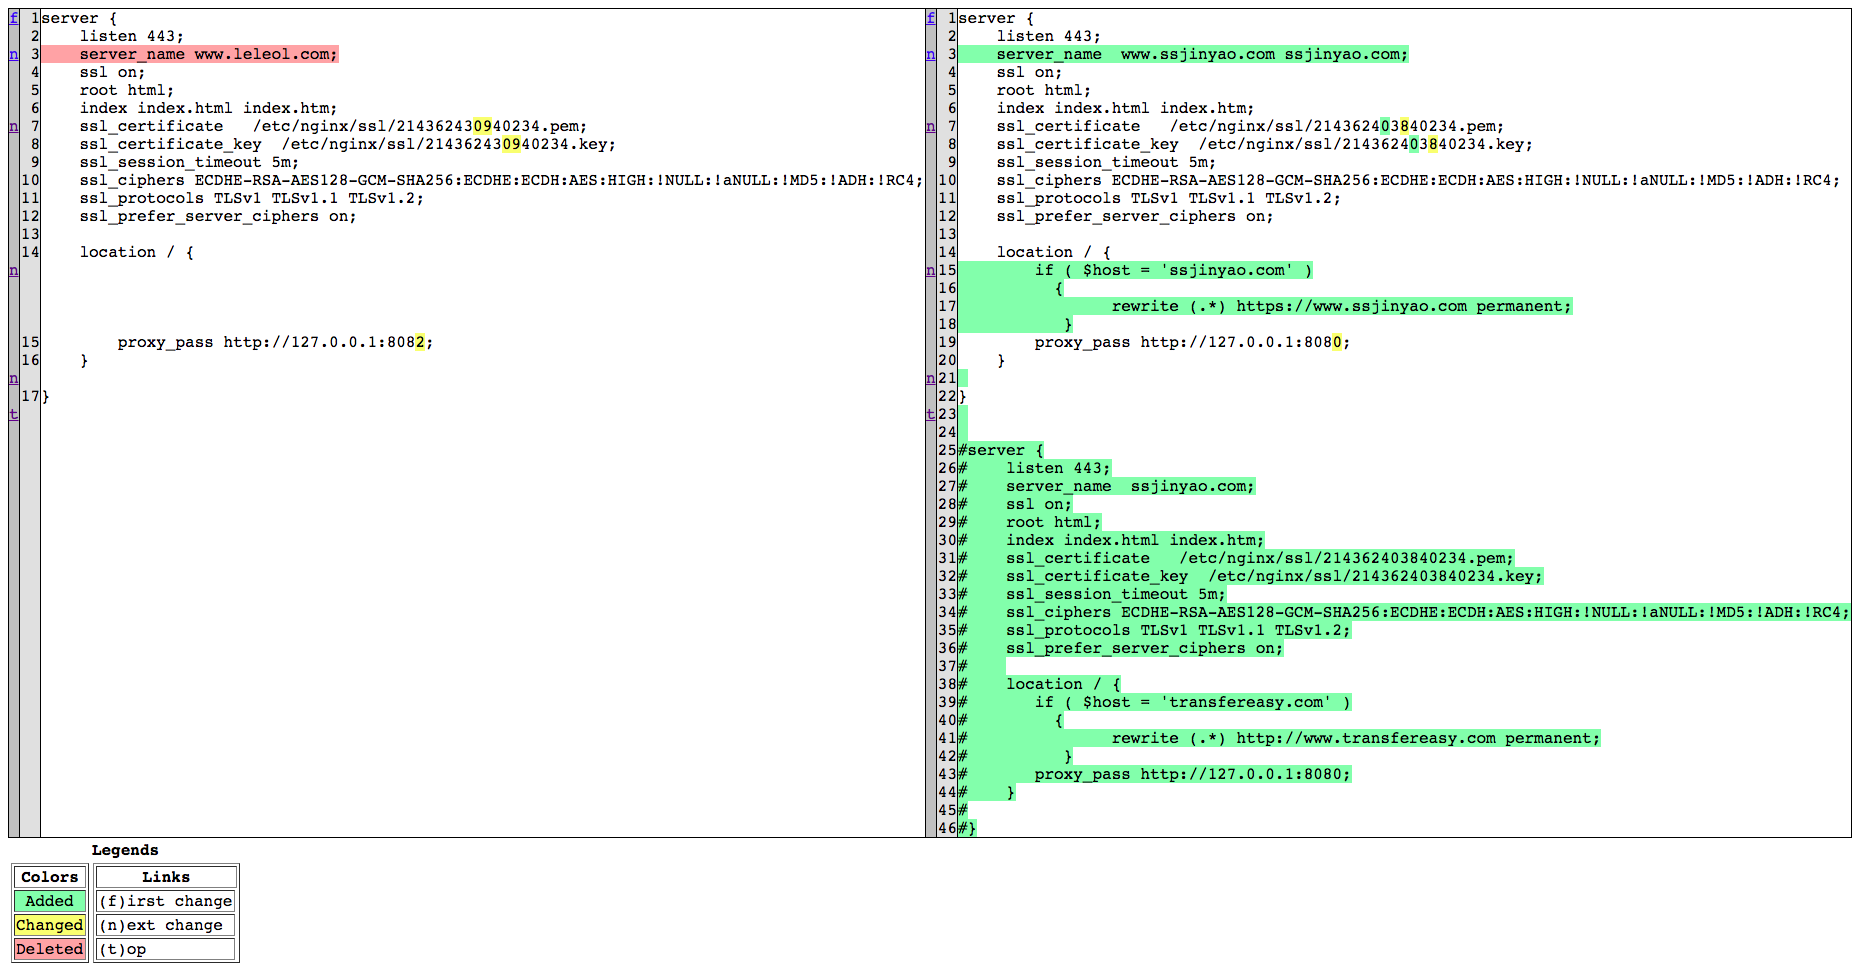 f 1 server {
2 listen 443;
n 3 server_name www.leleol.com;
4 ssl on;
5 root html;
6 index index.html index.htm;
n 7 ssl_certificate /etc/nginx/ssl/214362430940234.pem;
8 ssl_certificate_key /etc/nginx/ssl/214362430940234.key;
9 ssl_session_timeout 5m;
10 ssl_ciphers ECDHE-RSA-AES128-GCM-SHA256:ECDHE:ECDH:AES:HIGH:!NULL:!aNULL:!MD5:!ADH:!RC4;
11 ssl_protocols TLSv1 TLSv1.1 TLSv1.2;
12 ssl_prefer_server_ciphers on;
13
14 location / {
n
15 proxy_pass http://127.0.0.1:8082;
16 }
n
17 }
t
f 1 server {
2 listen 443;
n 3 server_name  www.ssjinyao.com ssjinyao.com;
4 ssl on;
5 root html;
6 index index.html index.htm;
n 7 ssl_certificate /etc/nginx/ssl/214362403840234.pem;
8 ssl_certificate_key /etc/nginx/ssl/214362403840234.key;
9 ssl_session_timeout 5m;
10 ssl_ciphers ECDHE-RSA-AES128-GCM-SHA256:ECDHE:ECDH:AES:HIGH:!NULL:!aNULL:!MD5:!ADH:!RC4;
11 ssl_protocols TLSv1 TLSv1.1 TLSv1.2;
12 ssl_prefer_server_ciphers on;
13
14 location / {
n 15 if ( $host = 'ssjinyao.com' )
16 {
17 rewrite (.*) https://www.ssjinyao.com permanent;
18 }
19 proxy_pass http://127.0.0.1:8080;
20 }
n 21
22 }
t 23
24
25 #server {
26 # listen 443;
27 # server_name  ssjinyao.com;
28 # ssl on;
29 # root html;
30 # index index.html index.htm;
31 # ssl_certificate /etc/nginx/ssl/214362403840234.pem;
32 # ssl_certificate_key /etc/nginx/ssl/214362403840234.key;
33 # ssl_session_timeout 5m;
34 # ssl_ciphers ECDHE-RSA-AES128-GCM-SHA256:ECDHE:ECDH:AES:HIGH:!NULL:!aNULL:!MD5:!ADH:!RC4;
35 # ssl_protocols TLSv1 TLSv1.1 TLSv1.2;
36 # ssl_prefer_server_ciphers on;
37 #
38 # location / {
39 # if ( $host = 'transfereasy.com' )
40 # {
41 # rewrite (.*) http://www.transfereasy.com permanent;
42 # }
43 # proxy_pass http://127.0.0.1:8080;
44 # }
45 #
46 #}
Legends
Colors Links
Added (f)irst change
Changed (n)ext change
Deleted (t)op